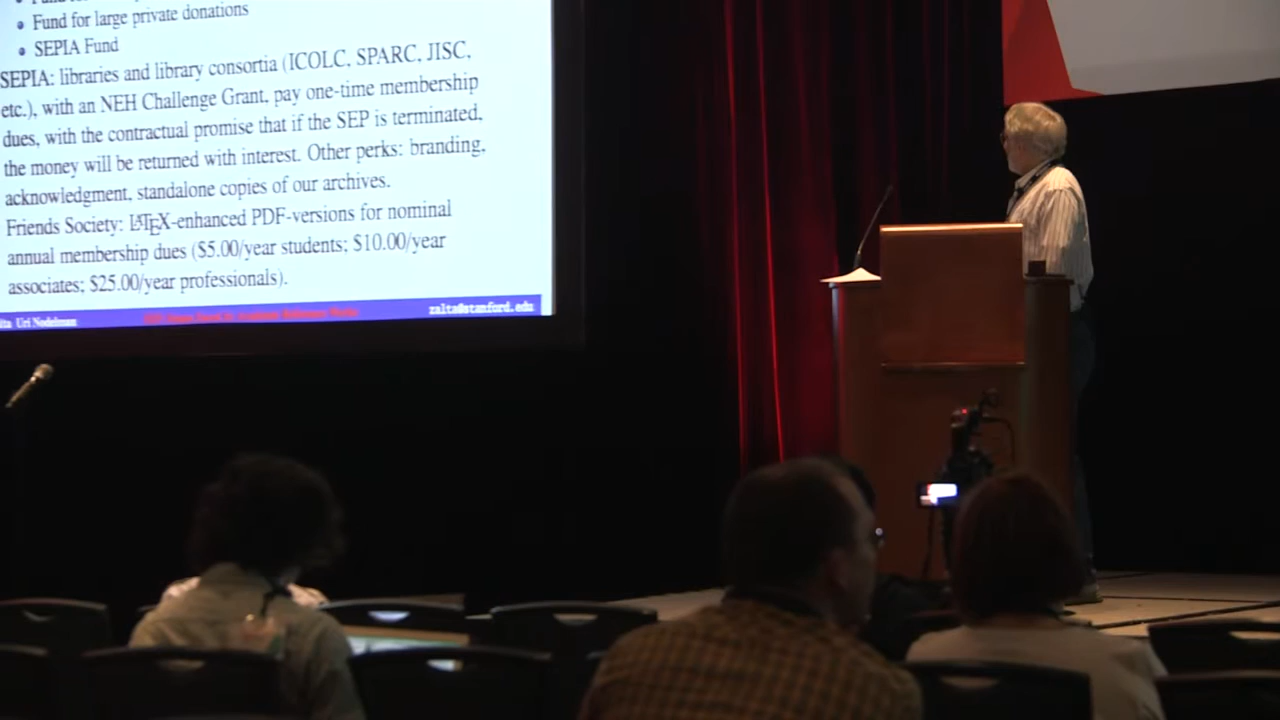 • Fund for large private donations
• SEPIA Fund
SEPIA: libraries and library consortia (ICOLC, SPARC, JISC,
etc.), with an NEH Challenge Grant, pay one-time membership
dues, with the contractual promise that if the SEP is terminated,
the money will be returned with interest. Other perks: branding,
acknowledgment, standalone copies of our archives.
Friends Society: LATEX-enhanced PDF-versions for nominal
annual membership dues ($5.00/year students; $10.00/year
associates; $25.00/year professionals).
Uri Nodelman zalta@stanford.edu